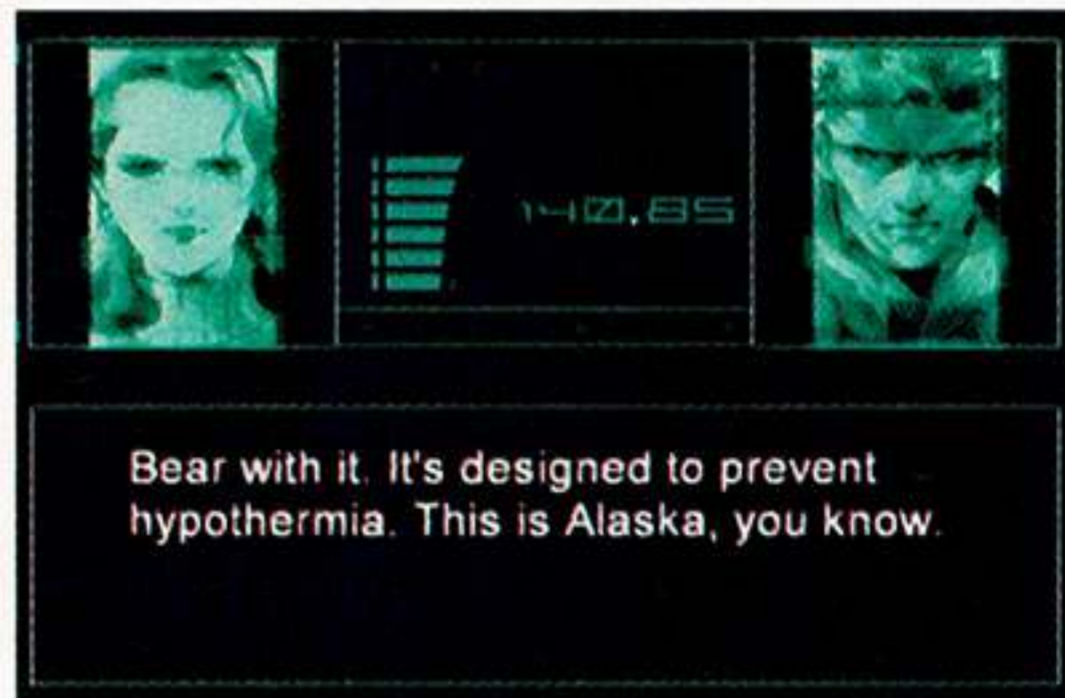 140.85
Bear with it. It's designed to prevent
hypothermia. This is Alaska, you know.